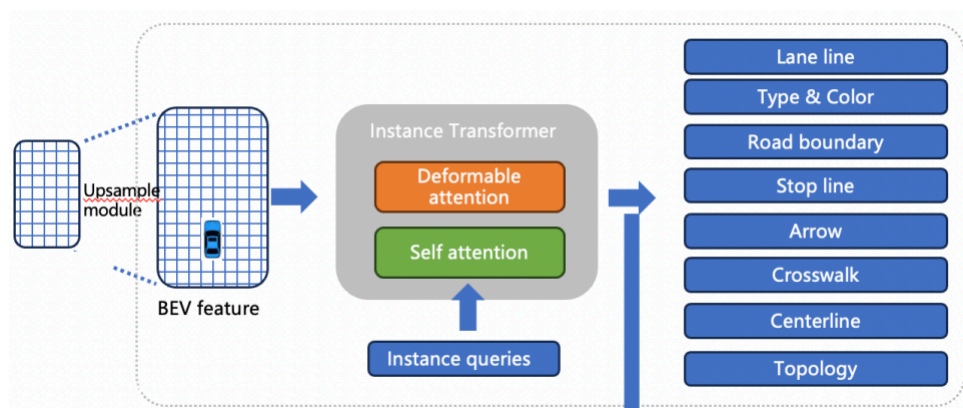 Upsample
module
BEV feature
Instance Transformer
Deformable
attention
Self attention
Instance queries
Lane line
Type & Color
Road boundary
Stop line
Arrow
Crosswalk
Centerline
Topology